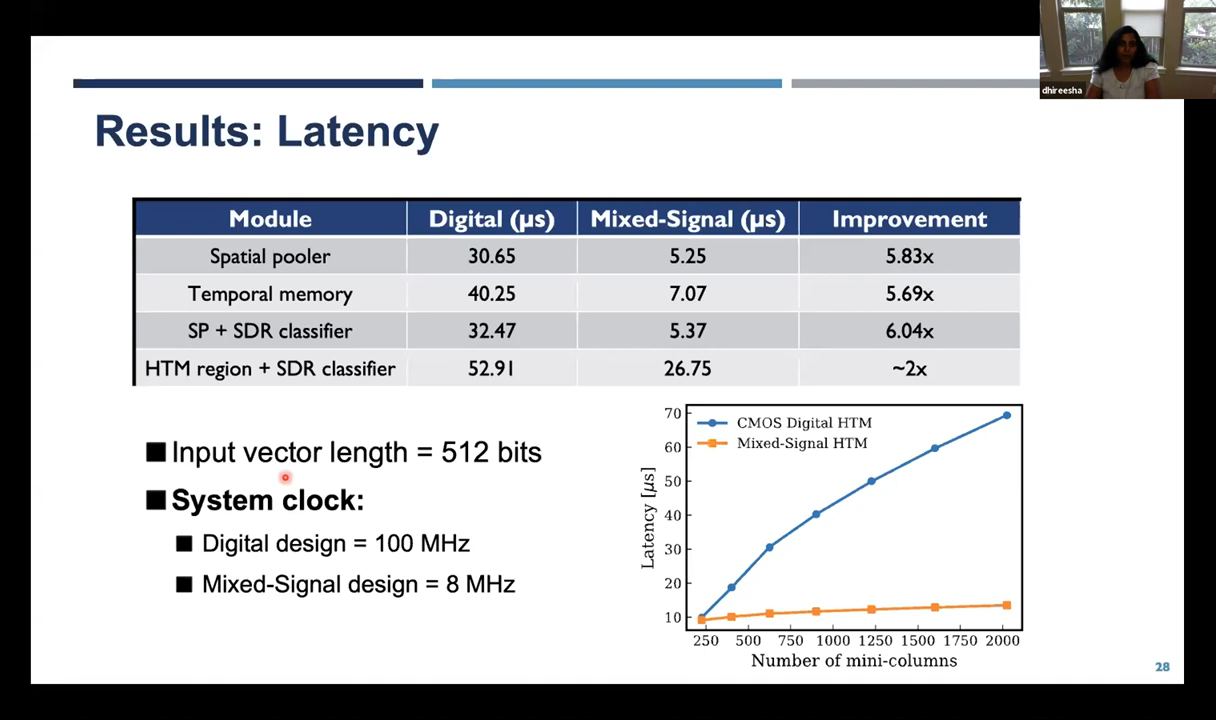 dhireesha
Results: Latency
Module Digital (µs) Mixed-Signal (µs) Improvement
Spatial pooler 30.65 5.25 5.83x
Temporal memory 40.25 7.07 5.69x
SP + SDR classifier 32.47 5.37 6.04x
HTM region + SDR classifier 52.91 26.75 ~2x
Input vector length = 512 bits
System clock:
Digital design = 100 MHz
Mixed-Signal design = 8 MHz
CMOS Digital HTM
Mixed-Signal HTM
Latency [µs]
70
60
50
40
30
20
10
250 500 750 1000 1250 1500 1750 2000
Number of mini-columns
28